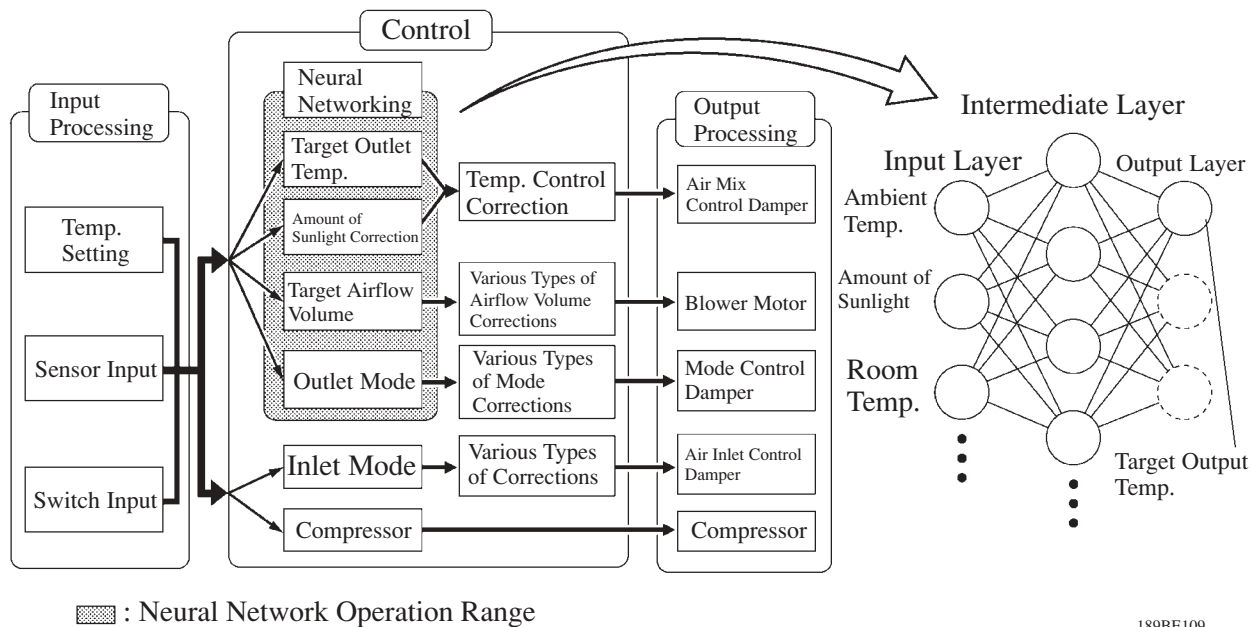 Control
Input
Processing
Temp.
Setting
Sensor Input
Switch Input
Neural
Networking
Target Outlet
Temp.
Amount of
Sunlight Correction
Target Airflow
Volume
Outlet Mode
Inlet Mode
Compressor
Temp. Control
Correction
Various Types of
Airflow Volume
Corrections
Various Types
of Mode
Corrections
Various Types
of Corrections
Output
Processing
Air Mix
Control Damper
Blower Motor
Mode Control
Damper
Air Inlet Control
Damper
Compressor
Intermediate Layer
Input Layer
Output Layer
Ambient
Temp.
Amount of
Sunlight
Room
Temp.
Target Output
Temp.
: Neural Network Operation Range
189BE109